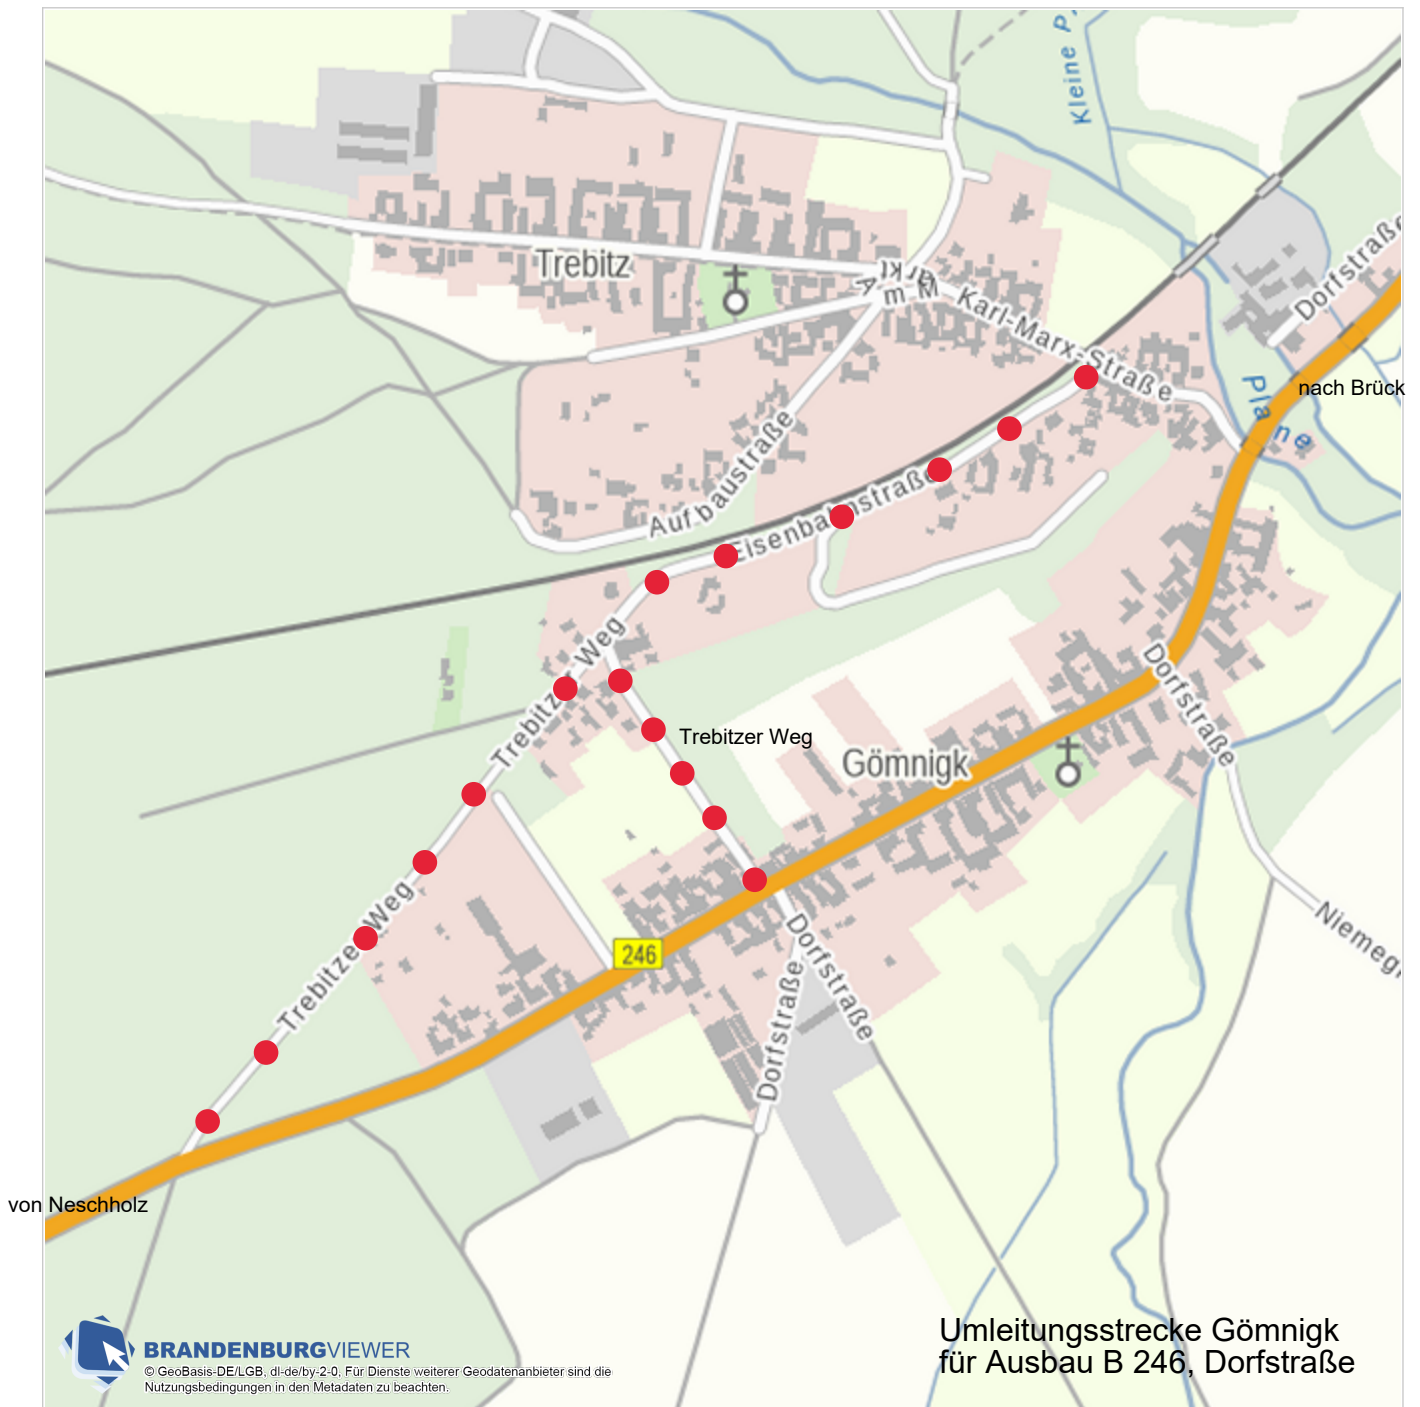 Kleine P
Trebitz
Am Markt
Karl-Marx-Straße
Dorfstraße
Plane
nach Brück
Aufbaustraße
Eisenbahnstraße
Trebitzer Weg
Trebitzer Weg
Gömnigk
Dorfstraße
246
Trebitzer Weg
Dorfstraße
Dorfstraße
Niemeg
von Neschholz
Umleitungsstrecke Gömnigk
für Ausbau B 246, Dorfstraße
BRANDENBURGVIEWER
© GeoBasis-DE/LGB, dl-de/by-2-0, Für Dienste weiterer Geodatenanbieter sind die
Nutzungsbedingungen in den Metadaten zu beachten.